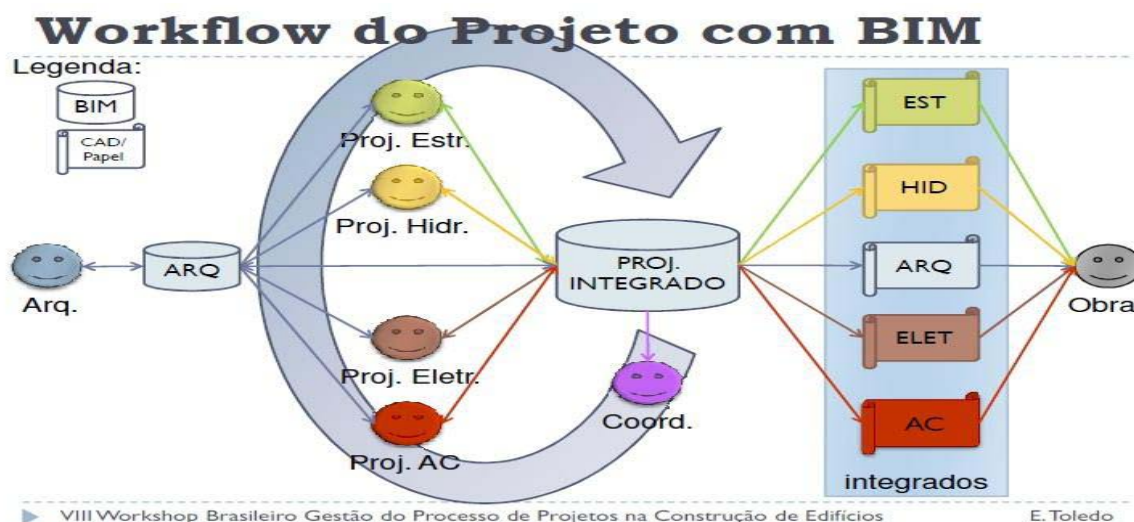 Workflow do Projeto com BIM
Legenda:
BIM
CAD/
Papel
Proj. Estr.
Proj. Hidr.
Arq.
ARQ
Proj. Eletr.
Proj. AC
PROJ.
INTEGRADO
Coord.
EST
HID
ARQ
ELET
AC
integrados
Obra
VIII Workshop Brasileiro Gestão do Processo de Projetos na Construção de Edifícios
E. Toledo